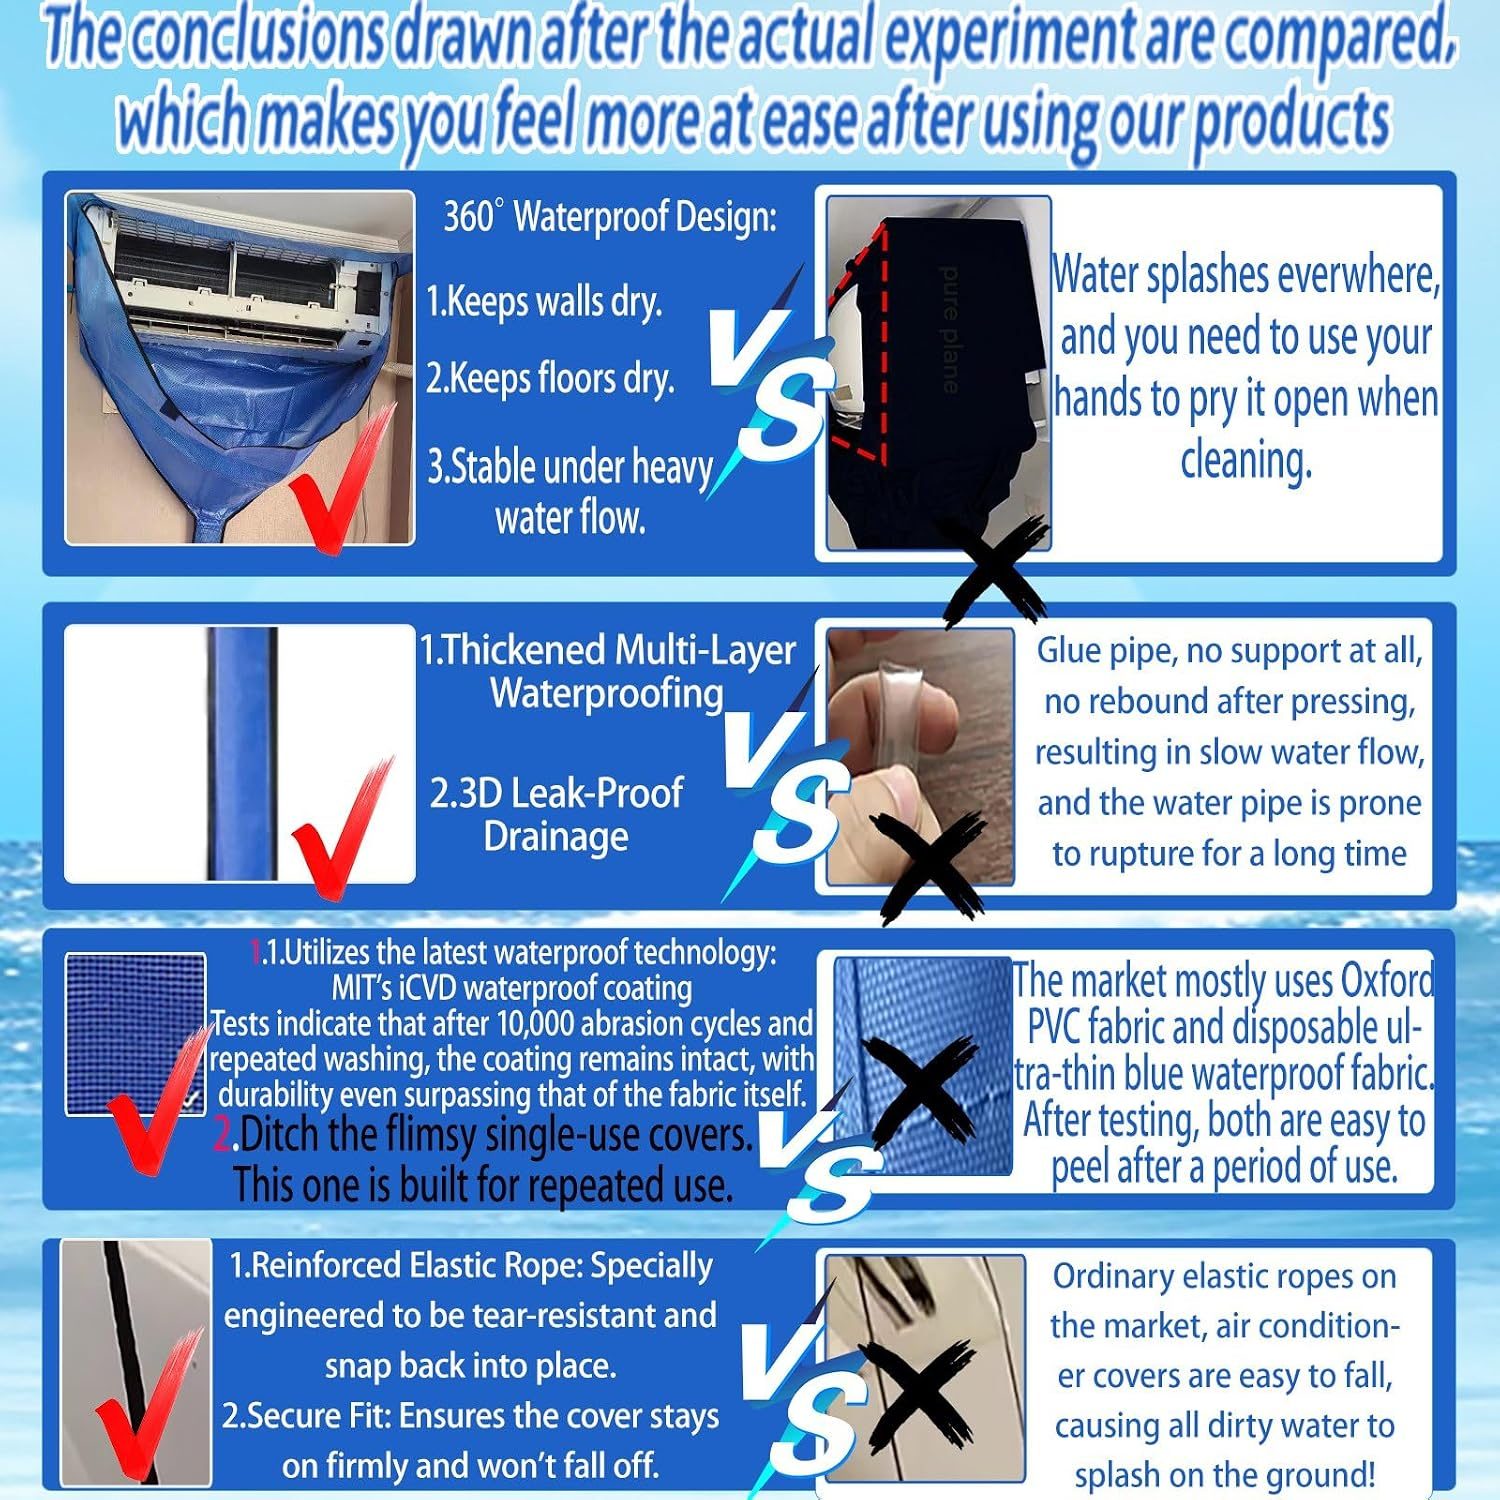 The conclusions drawn after the actual experiment are compared,
which makes you feel more at ease after using our products
360° Waterproof Design:
1.Keeps walls dry.
2.Keeps floors dry.
3.Stable under heavy
water flow.
VS
pure plane
Water splashes everwhere,
and you need to use your
hands to pry it open when
cleaning.
1.Thickened Multi-Layer
Waterproofing
2.3D Leak-Proof
Drainage
VS
Glue pipe, no support at all,
no rebound after pressing,
resulting in slow water flow,
and the water pipe is prone
to rupture for a long time
1.1.Utilizes the latest waterproof technology:
MIT's iCVD waterproof coating
Tests indicate that after 10,000 abrasion cycles and
repeated washing, the coating remains intact, with
durability even surpassing that of the fabric itself.
2.Ditch the flimsy single-use covers.
This one is built for repeated use.
VS
The market mostly uses Oxford
PVC fabric and disposable ul-
tra-thin blue waterproof fabric.
After testing, both are easy to
peel after a period of use.
1.Reinforced Elastic Rope: Specially
engineered to be tear-resistant and
snap back into place.
2.Secure Fit: Ensures the cover stays
on firmly and won't fall off.
VS
Ordinary elastic ropes on
the market, air condition-
er covers are easy to fall,
causing all dirty water to
splash on the ground!